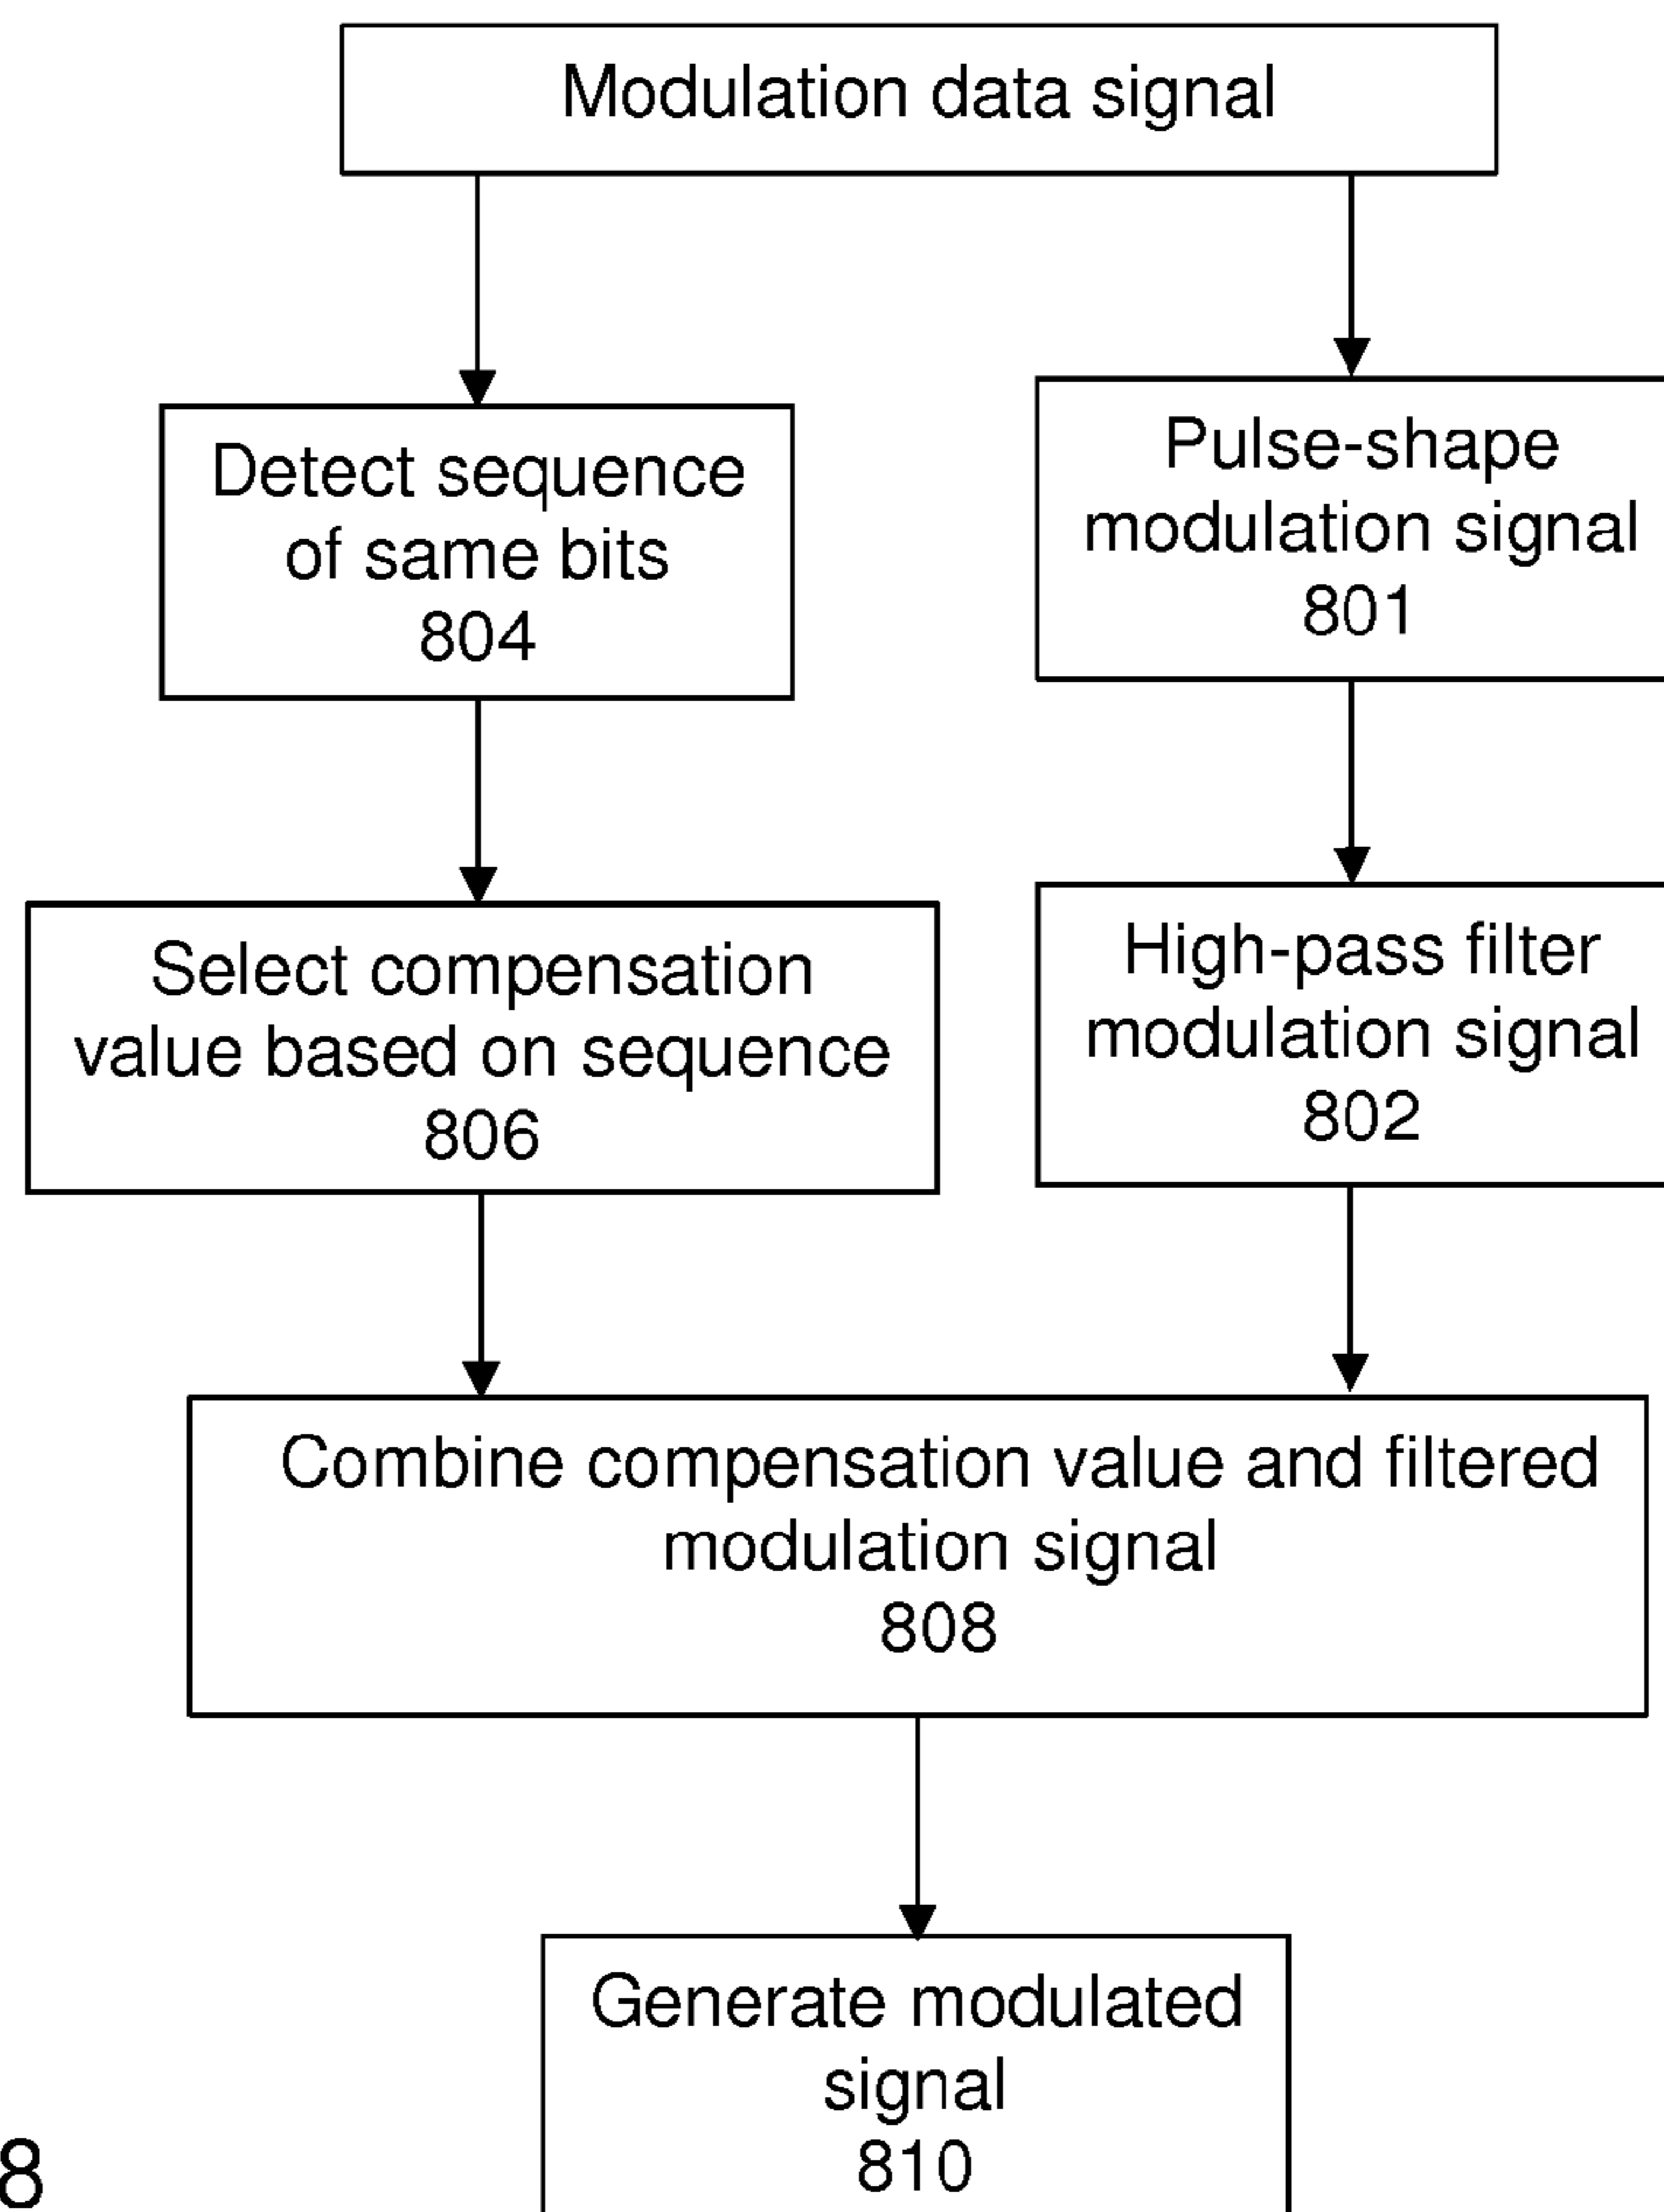 Modulation data signal
Detect sequence
of same bits
804
Pulse-shape
modulation signal
801
Select compensation
value based on sequence
806
High-pass filter
modulation signal
802
Combine compensation value and filtered
modulation signal
808
Generate modulated
signal
810
8